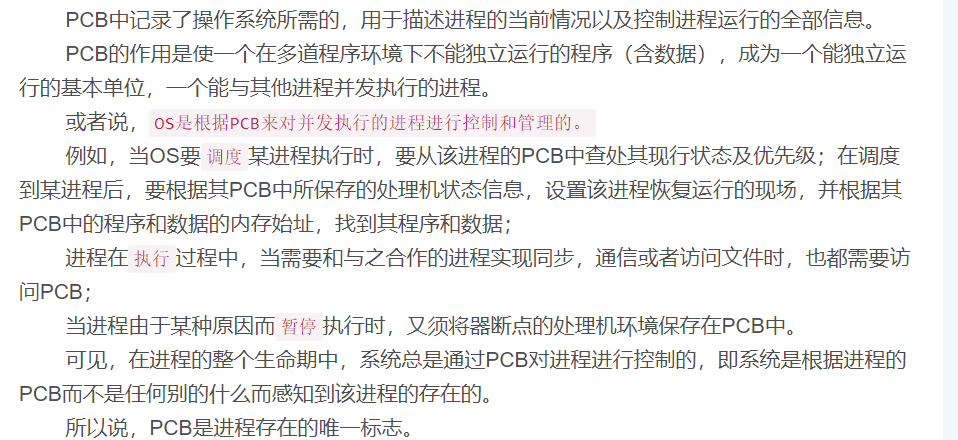 PCB中记录了操作系统所需的，用于描述进程的当前情况以及控制进程运行的全部信息。
PCB的作用是使一个在多道程序环境下不能独立运行的程序（含数据），成为一个能独立运
行的基本单位，一个能与其他进程并发执行的进程。
或者说，OS是根据PCB来对并发执行的进程进行控制和管理的。
例如，当OS要调度某进程执行时，要从该进程的PCB中查处其现行状态及优先级；在调度
到某进程后，要根据其PCB中所保存的处理机状态信息，设置该进程恢复运行的现场，并根据其
PCB中的程序和数据的内存始址，找到其程序和数据；
进程在执行过程中，当需要和与之合作的进程实现同步，通信或者访问文件时，也都需要访
问PCB；
当进程由于某种原因而暂停执行时，又须将器断点的处理机环境保存在PCB中。
可见，在进程的整个生命期中，系统总是通过PCB对进程进行控制的，即系统是根据进程的
PCB而不是任何别的什么而感知到该进程的存在的。
所以说，PCB是进程存在的唯一标志。